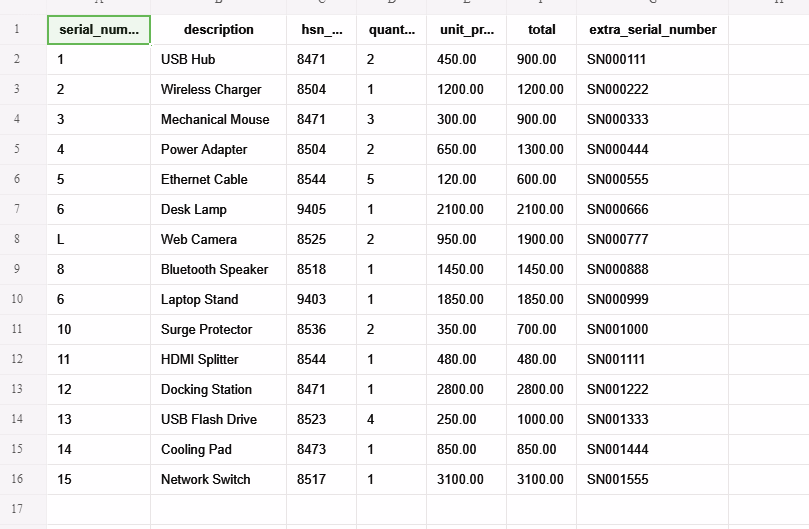 1 serial_num... description hsn_... quant... unit_pr... total extra_serial_number
2 1 USB Hub 8471 2 450.00 900.00 SN000111
3 2 Wireless Charger 8504 1 1200.00 1200.00 SN000222
4 3 Mechanical Mouse 8471 3 300.00 900.00 SN000333
5 4 Power Adapter 8504 2 650.00 1300.00 SN000444
6 5 Ethernet Cable 8544 5 120.00 600.00 SN000555
7 6 Desk Lamp 9405 1 2100.00 2100.00 SN000666
8 L Web Camera 8525 2 950.00 1900.00 SN000777
9 8 Bluetooth Speaker 8518 1 1450.00 1450.00 SN000888
10 6 Laptop Stand 9403 1 1850.00 1850.00 SN000999
11 10 Surge Protector 8536 2 350.00 700.00 SN001000
12 11 HDMI Splitter 8544 1 480.00 480.00 SN001111
13 12 Docking Station 8471 1 2800.00 2800.00 SN001222
14 13 USB Flash Drive 8523 4 250.00 1000.00 SN001333
15 14 Cooling Pad 8473 1 850.00 850.00 SN001444
16 15 Network Switch 8517 1 3100.00 3100.00 SN001555
17